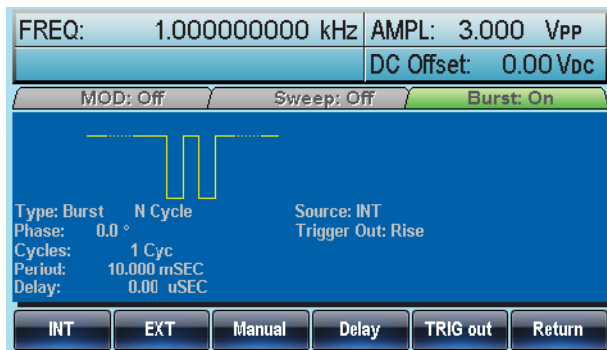 FREQ: 1.000000000 kHz AMPL: 3.000 VPP
DC Offset: 0.00 VDC
MOD: Off Sweep: Off Burst: On
Type: Burst N Cycle Source: INT
Phase: 0.0 ° Trigger Out: Rise
Cycles: 1 Cyc
Period: 10.000 mSEC
Delay: 0.00 uSEC
INT EXT Manual Delay TRIG out Return